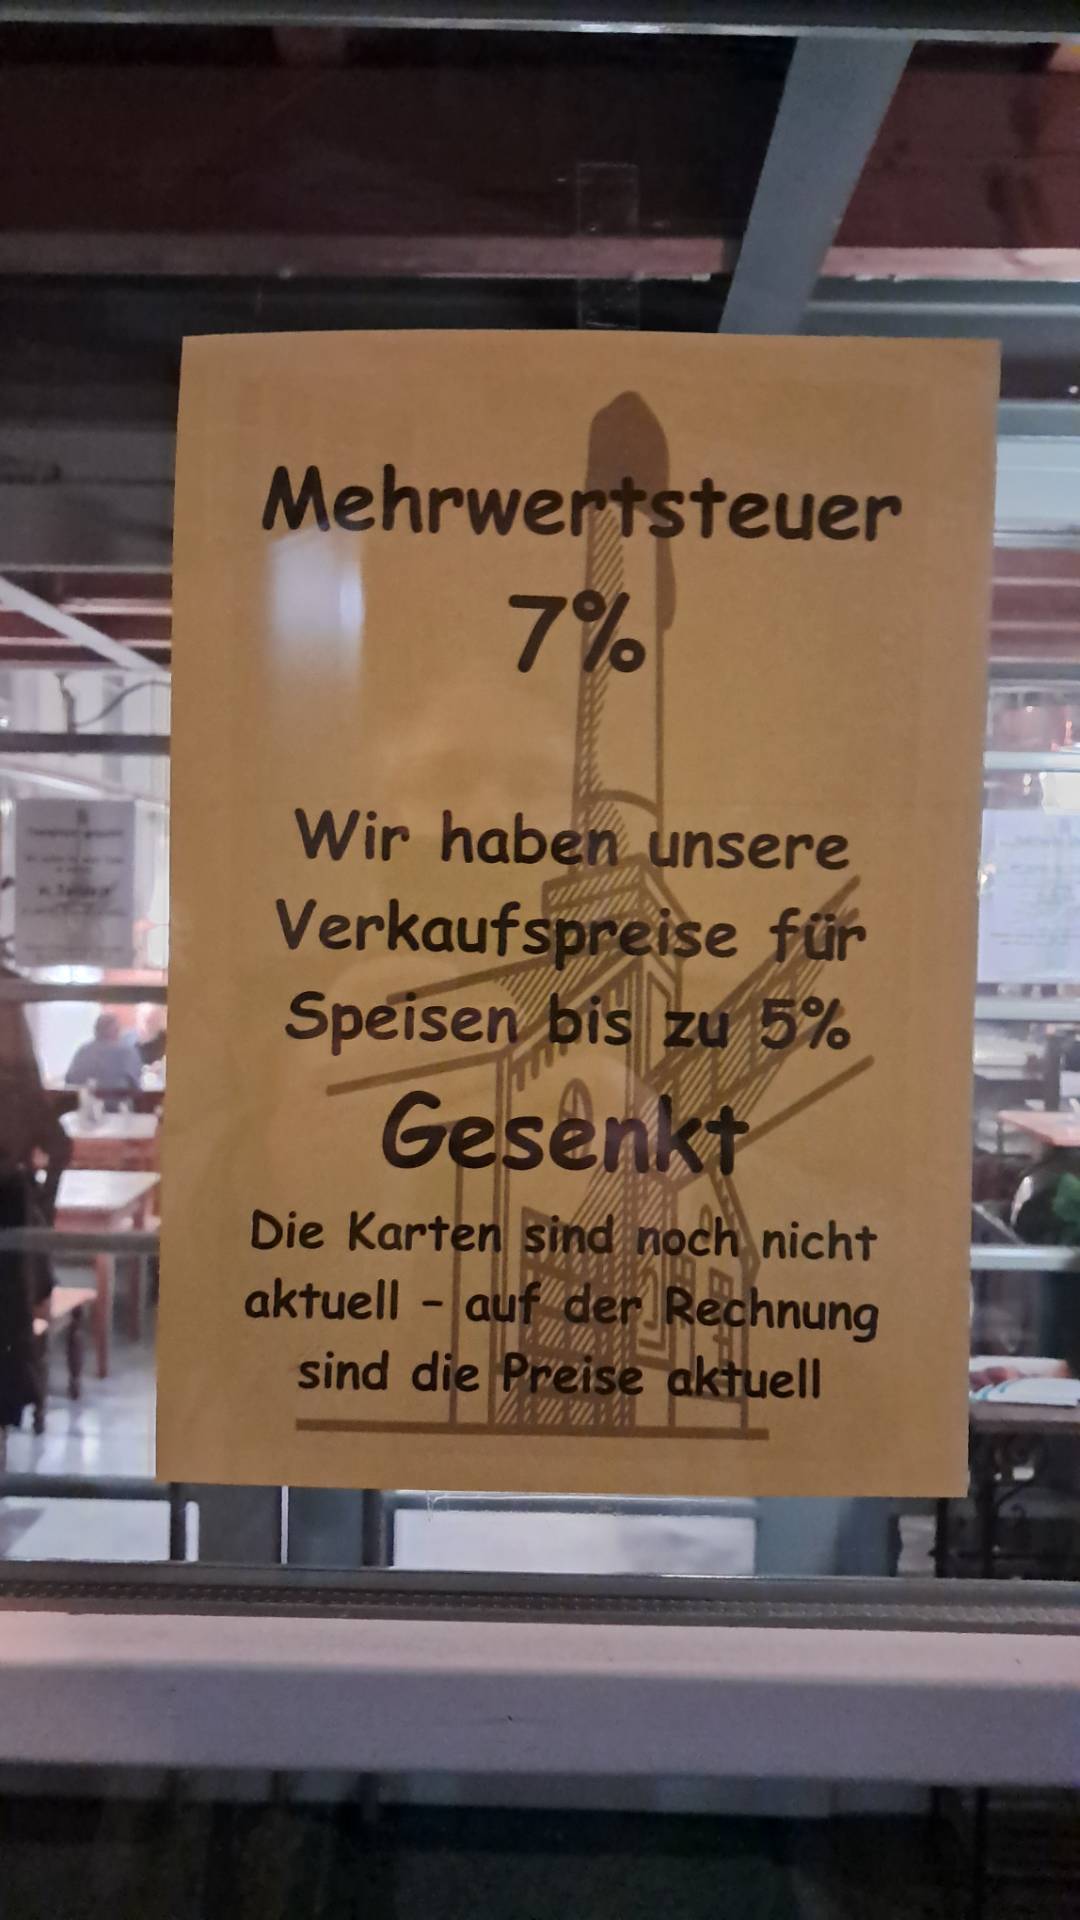 Mehrwertsteuer
7%
Wir haben unsere
Verkaufspreise für
Speisen bis zu 5%
Gesenkt
Die Karten sind noch nicht
aktuell - auf der Rechnung
sind die Preise aktuell